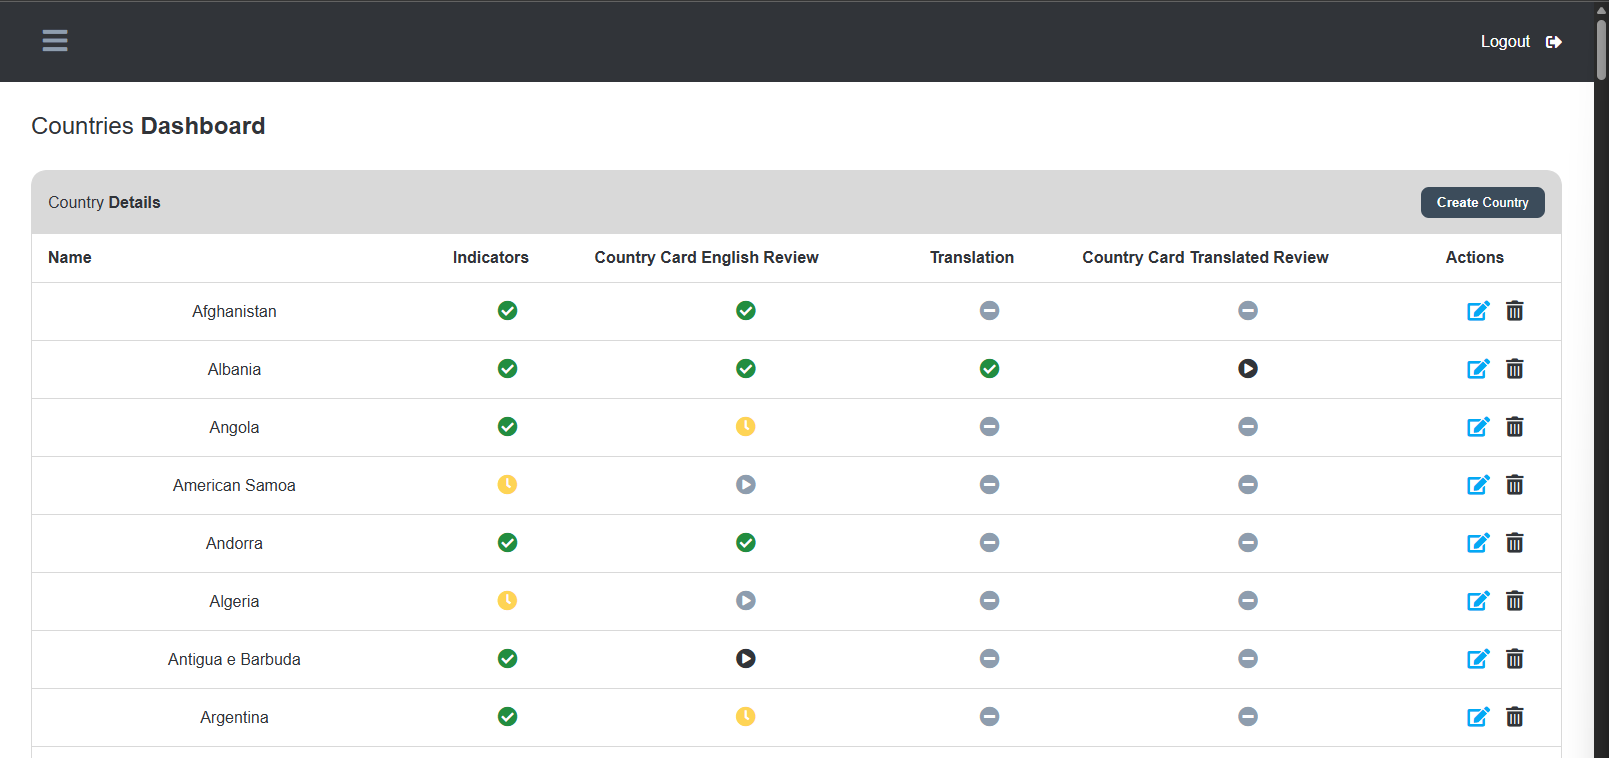 Logout
Countries Dashboard
Country Details
Create Country
Name Indicators Country Card English Review Translation Country Card Translated Review Actions
Afghanistan
Albania
Angola
American Samoa
Andorra
Algeria
Antigua e Barbuda
Argentina